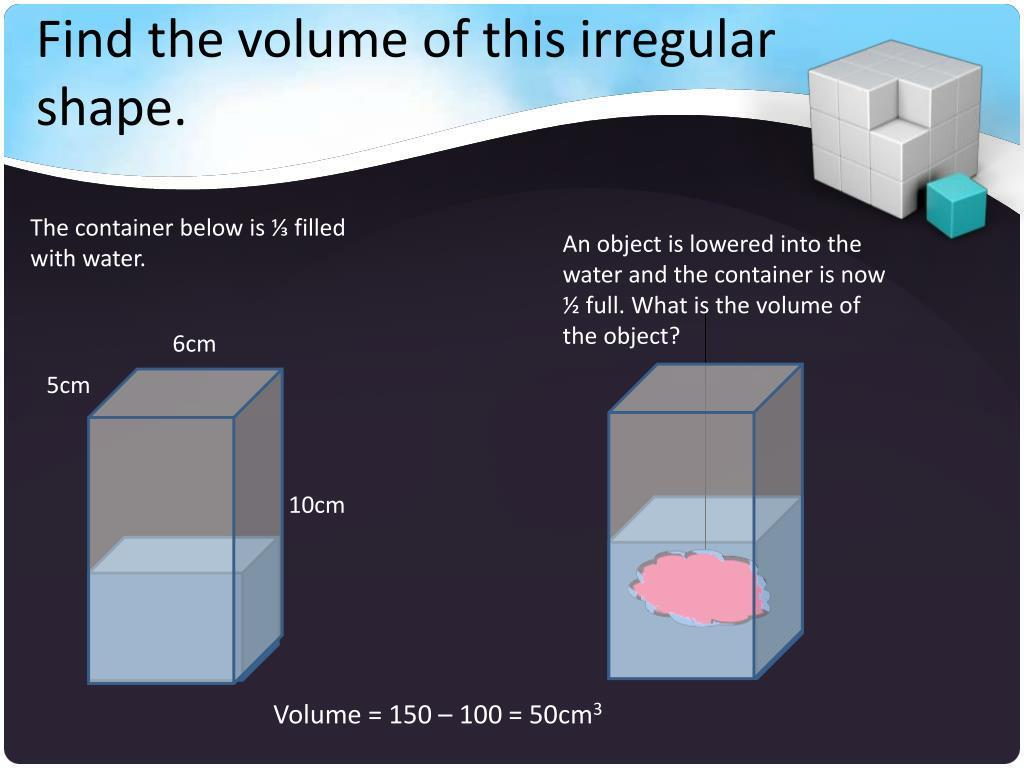 Find the volume of this irregular
shape.
The container below is ⅓ filled
with water.
An object is lowered into the
water and the container is now
½ full. What is the volume of
the object?
6cm
5cm
10cm
Volume = 150 – 100 = 50cm³